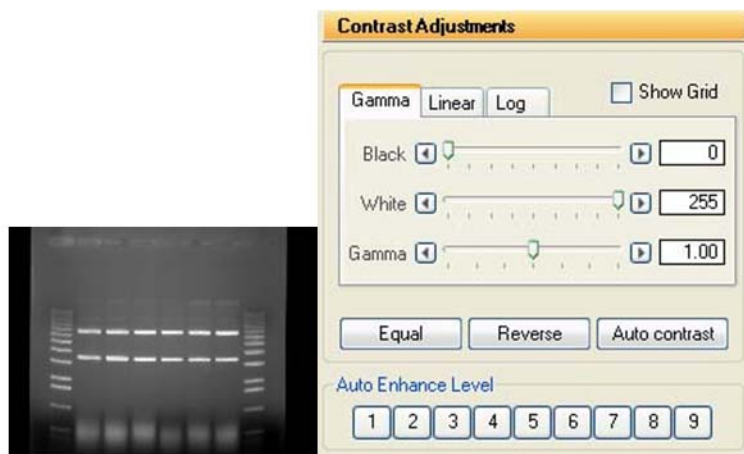 Contrast Adjustments
Gamma Linear Log Show Grid
Black 0
White 255
Gamma 1.00
Equal Reverse Auto contrast
Auto Enhance Level
1 2 3 4 5 6 7 8 9